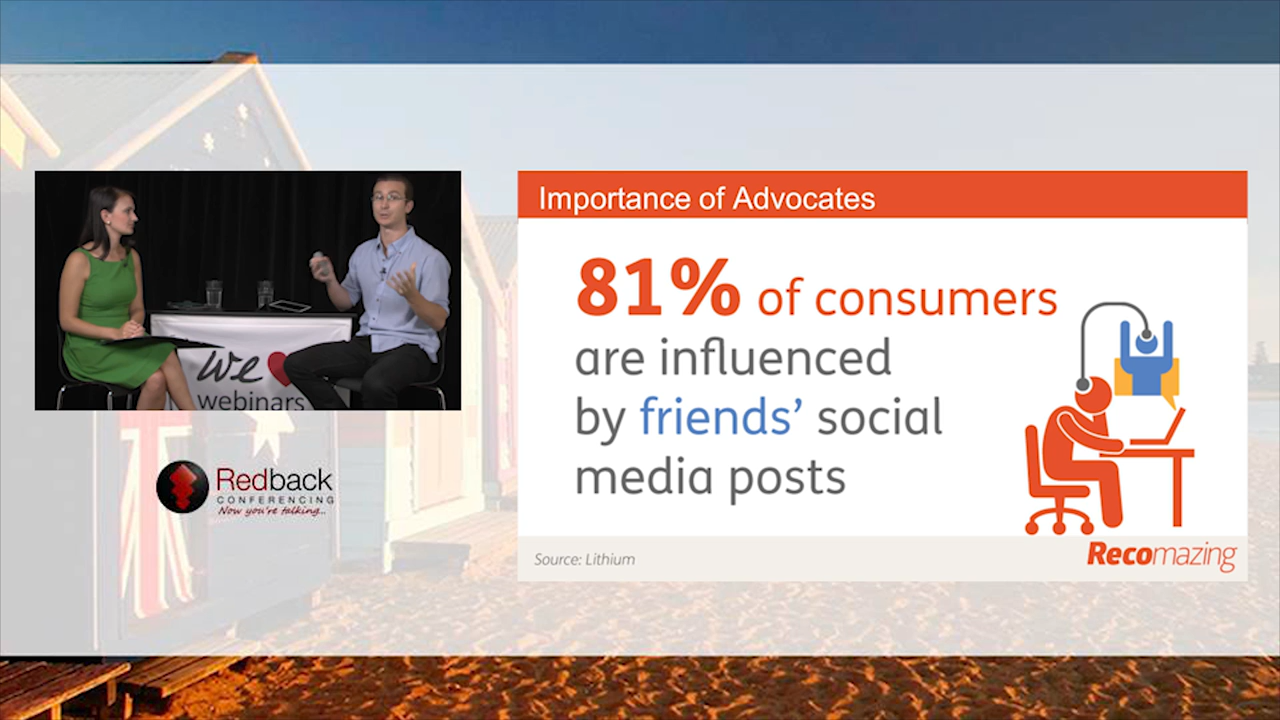 We
webinars
Redback
CONFERENCING
Now you're talking...
Importance of Advocates
81% of consumers
are influenced
by friends' social
media posts
Source: Lithium
Recomazing